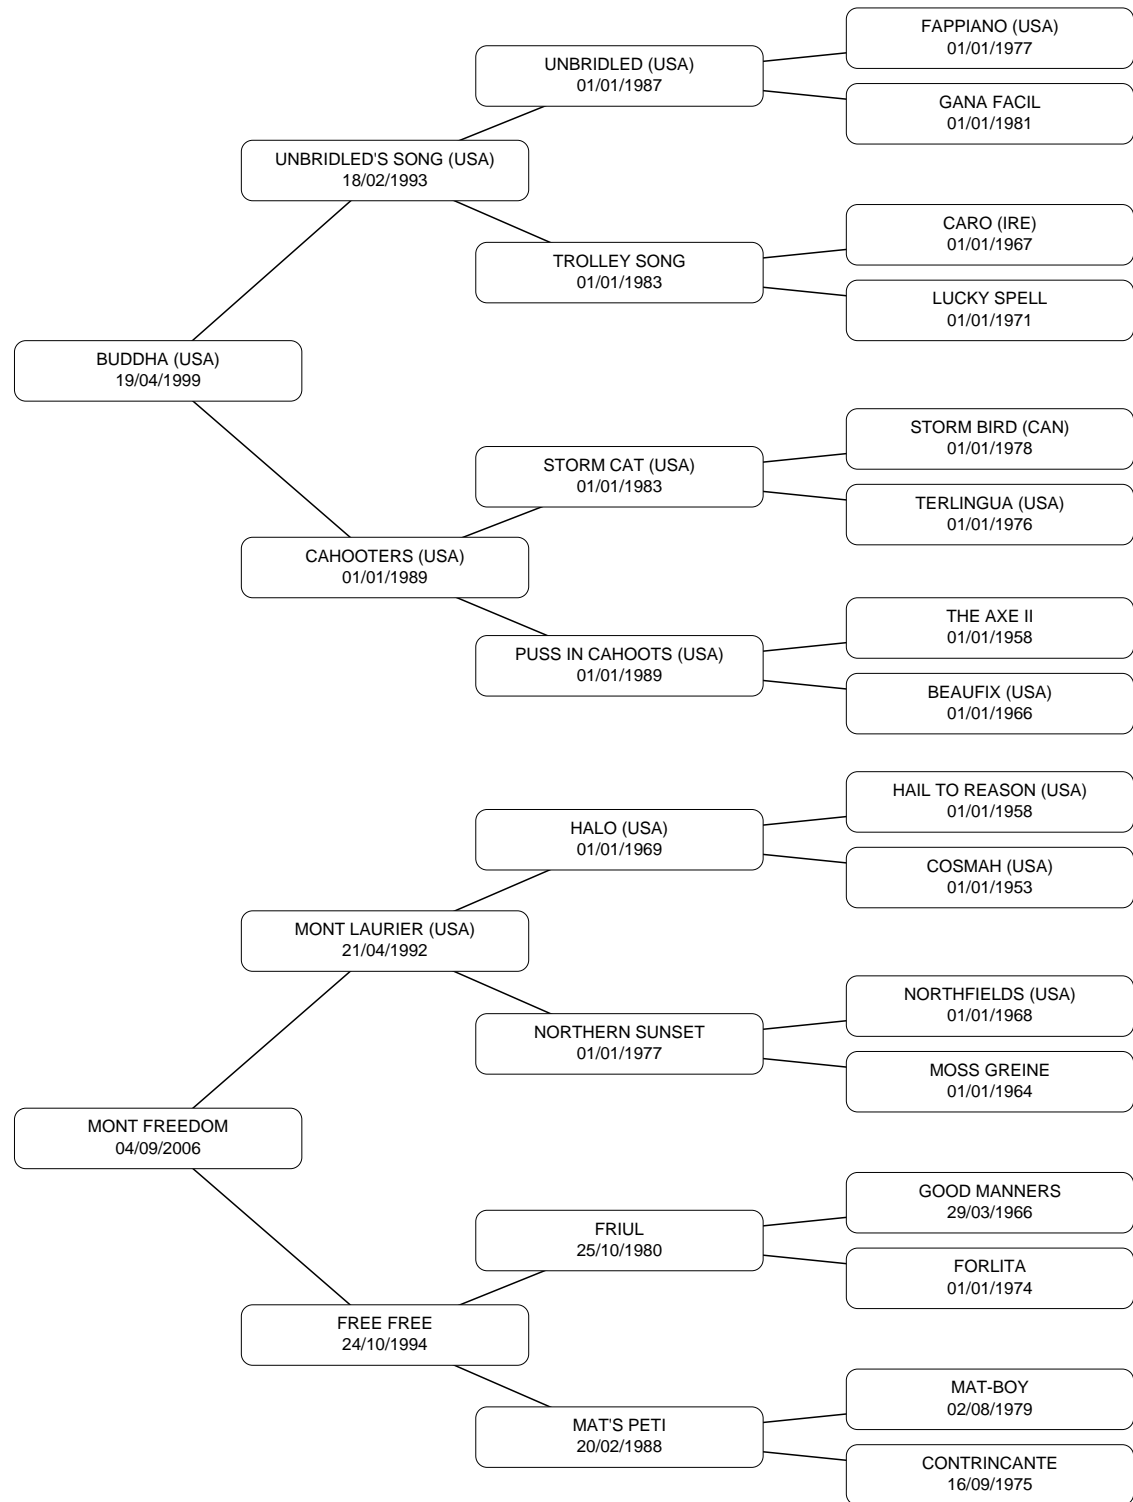 FAPPIANO (USA)
01/01/1977
UNBRIDLED (USA)
01/01/1987
GANA FACIL
01/01/1981
UNBRIDLED'S SONG (USA)
18/02/1993
CARO (IRE)
01/01/1967
TROLLEY SONG
01/01/1983
LUCKY SPELL
01/01/1971
BUDDHA (USA)
19/04/1999
STORM BIRD (CAN)
01/01/1978
STORM CAT (USA)
01/01/1983
TERLINGUA (USA)
01/01/1976
CAHOOTERS (USA)
01/01/1989
THE AXE II
01/01/1958
PUSS IN CAHOOTS (USA)
01/01/1989
BEAUFIX (USA)
01/01/1966
HAIL TO REASON (USA)
01/01/1958
HALO (USA)
01/01/1969
COSMAH (USA)
01/01/1953
MONT LAURIER (USA)
21/04/1992
NORTHFIELDS (USA)
01/01/1968
NORTHERN SUNSET
01/01/1977
MOSS GREINE
01/01/1964
MONT FREEDOM
04/09/2006
GOOD MANNERS
29/03/1966
FRIUL
25/10/1980
FORLITA
01/01/1974
FREE FREE
24/10/1994
MAT-BOY
02/08/1979
MAT'S PETI
20/02/1988
CONTRINCANTE
16/09/1975